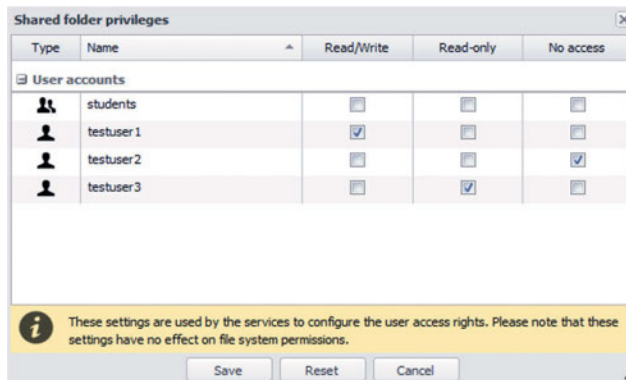 Shared folder privileges
Type Name Read/Write Read-only No access
User accounts
students
testuser1
testuser2
testuser3
These settings are used by the services to configure the user access rights. Please note that these
settings have no effect on file system permissions.
Save Reset Cancel